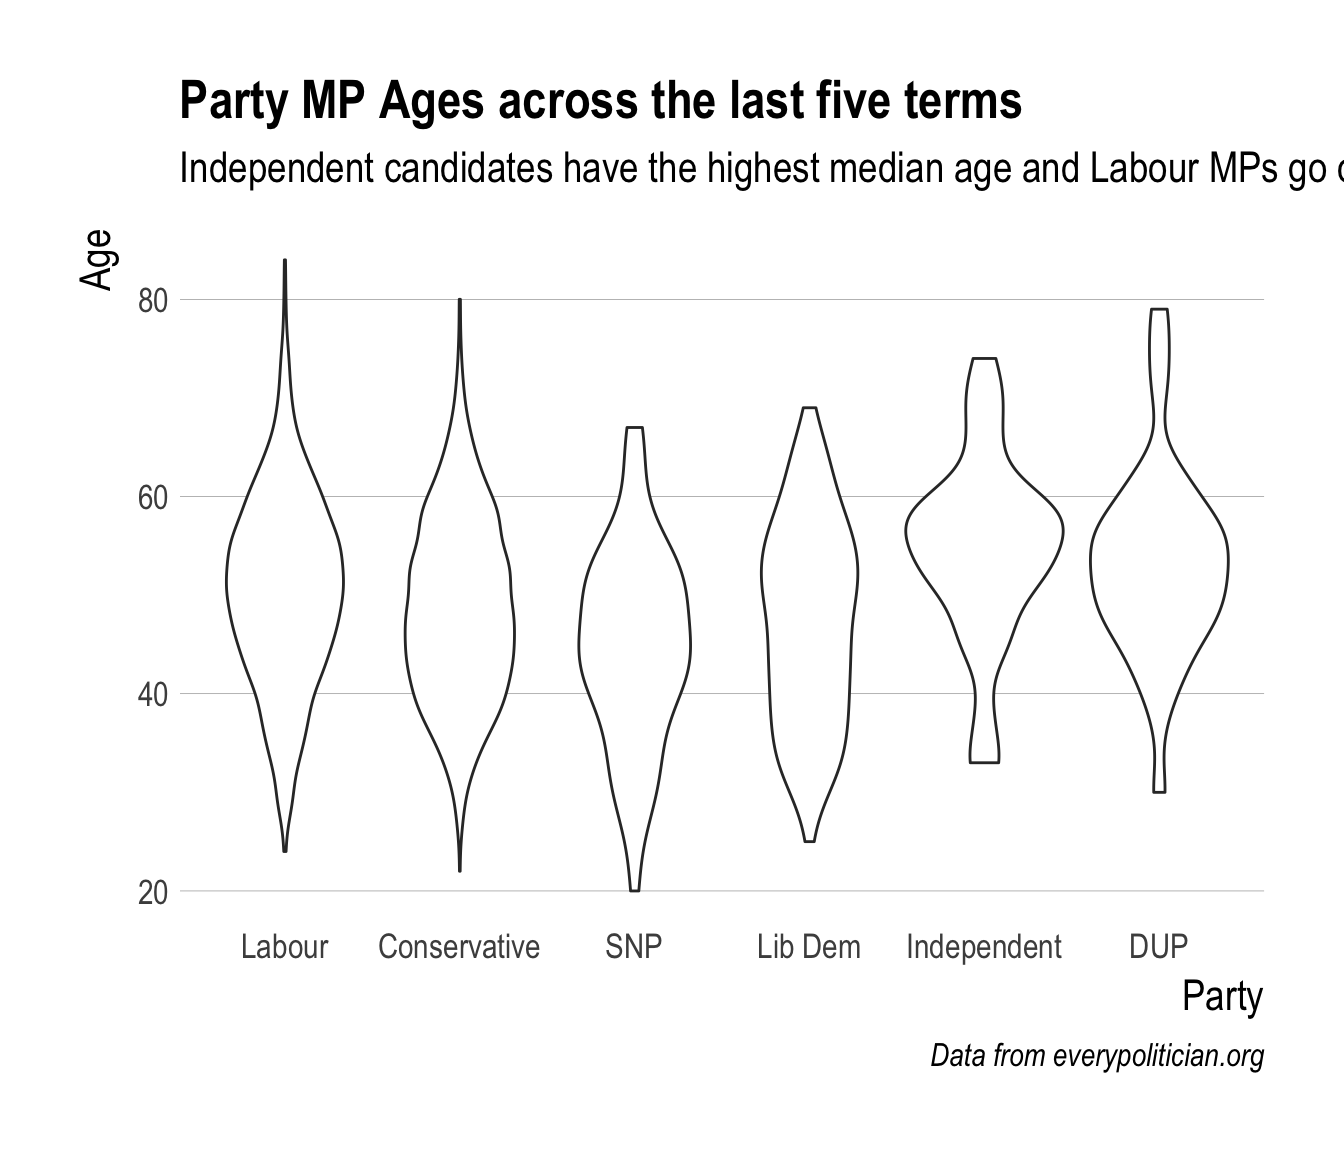 Party MP Ages across the last five terms
Independent candidates have the highest median age and Labour MPs go
Age
80
60
40
20
Labour Conservative SNP Lib Dem Independent DUP
Party
Data from everypolitician.org